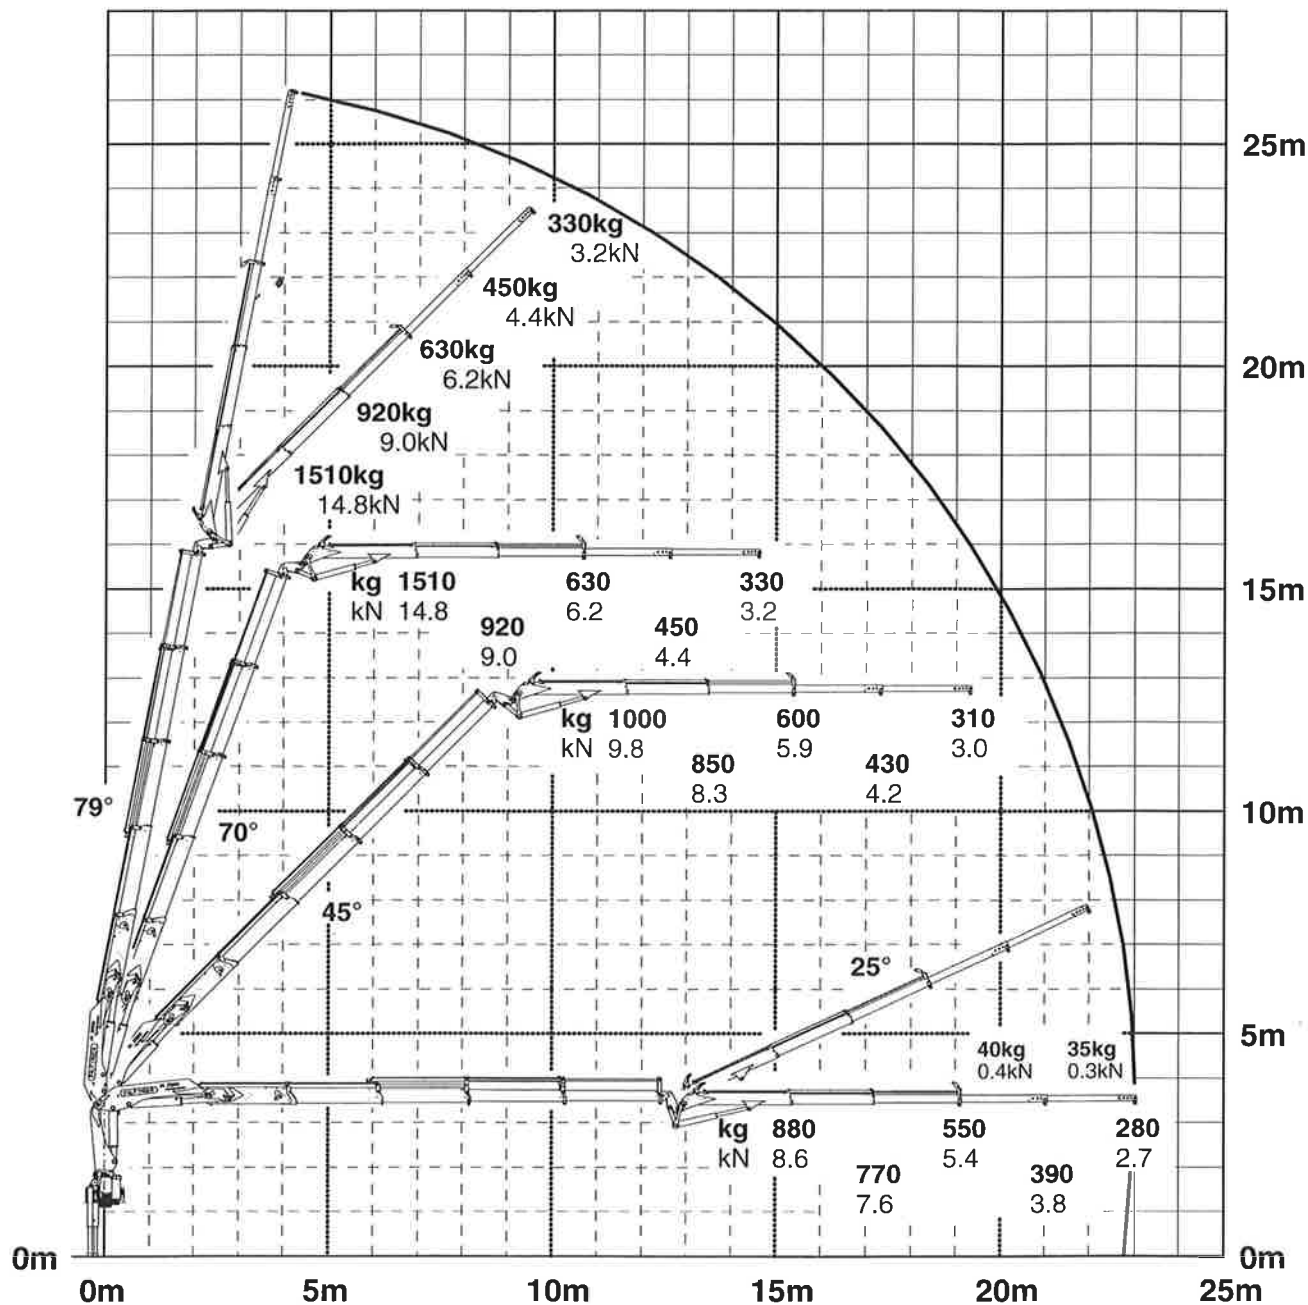 25m
330kg
3.2kN
450kg
4.4kN
630kg
6.2kN
20m
920kg
9.0kN
1510kg
14.8kN
kg 1510 630 330
kN 14.8 6.2 3.2
15m
920 450
9.0 4.4
kg 1000 600 310
kN 9.8 5.9 3.0
850 430
8.3 4.2
79°
70°
10m
45°
25°
5m
40kg 35kg
0.4kN 0.3kN
kg 880 550 280
kN 8.6 5.4 2.7
770 390
7.6 3.8
0m 0m
0m 5m 10m 15m 20m 25m